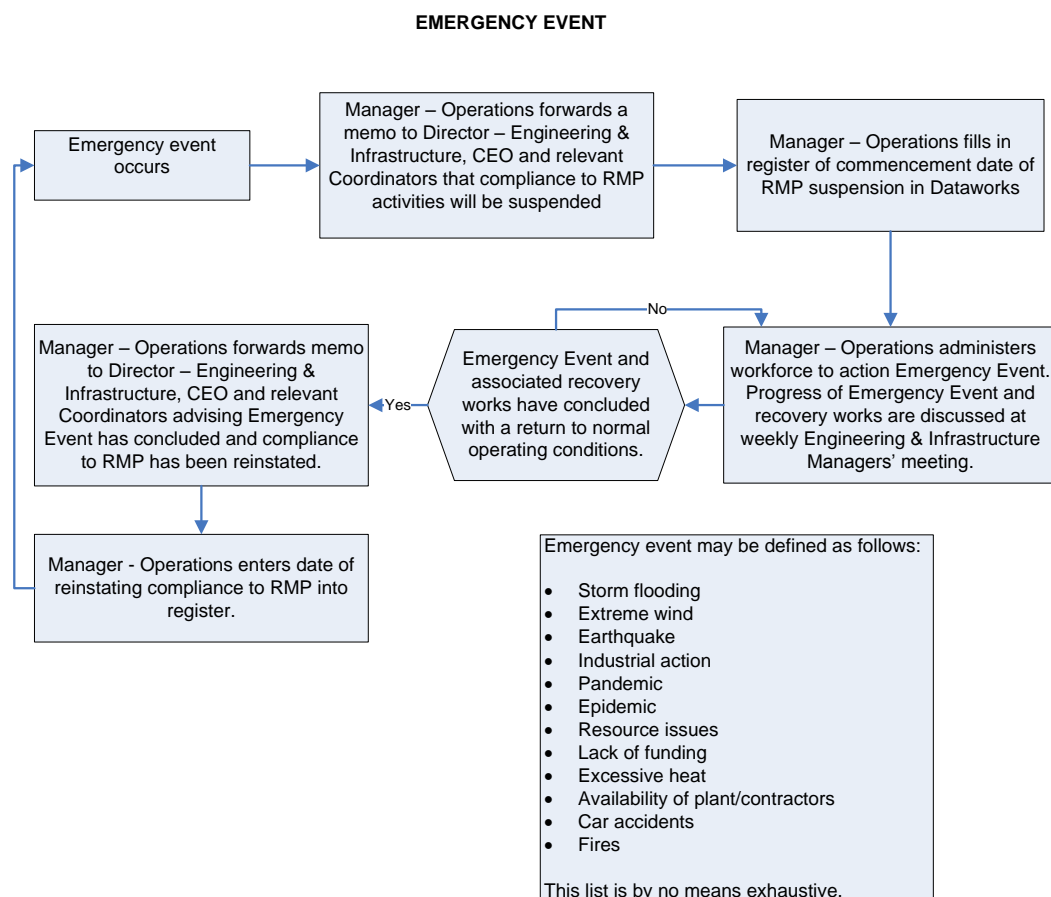 EMERGENCY EVENT
Emergency event
occurs
Manager – Operations forwards a
memo to Director – Engineering &
Infrastructure, CEO and relevant
Coordinators that compliance to RMP
activities will be suspended
Manager – Operations fills in
register of commencement date of
RMP suspension in Dataworks
Manager – Operations administers
workforce to action Emergency Event.
Progress of Emergency Event and
recovery works are discussed at
weekly Engineering & Infrastructure
Managers’ meeting.
No
Emergency Event and
associated recovery
works have concluded
with a return to normal
operating conditions.
Yes
Manager – Operations forwards memo
to Director – Engineering &
Infrastructure, CEO and relevant
Coordinators advising Emergency
Event has concluded and compliance
to RMP has been reinstated.
Manager - Operations enters date of
reinstating compliance to RMP into
register.
Emergency event may be defined as follows:
• Storm flooding
• Extreme wind
• Earthquake
• Industrial action
• Pandemic
• Epidemic
• Resource issues
• Lack of funding
• Excessive heat
• Availability of plant/contractors
• Car accidents
• Fires
This list is by no means exhaustive.